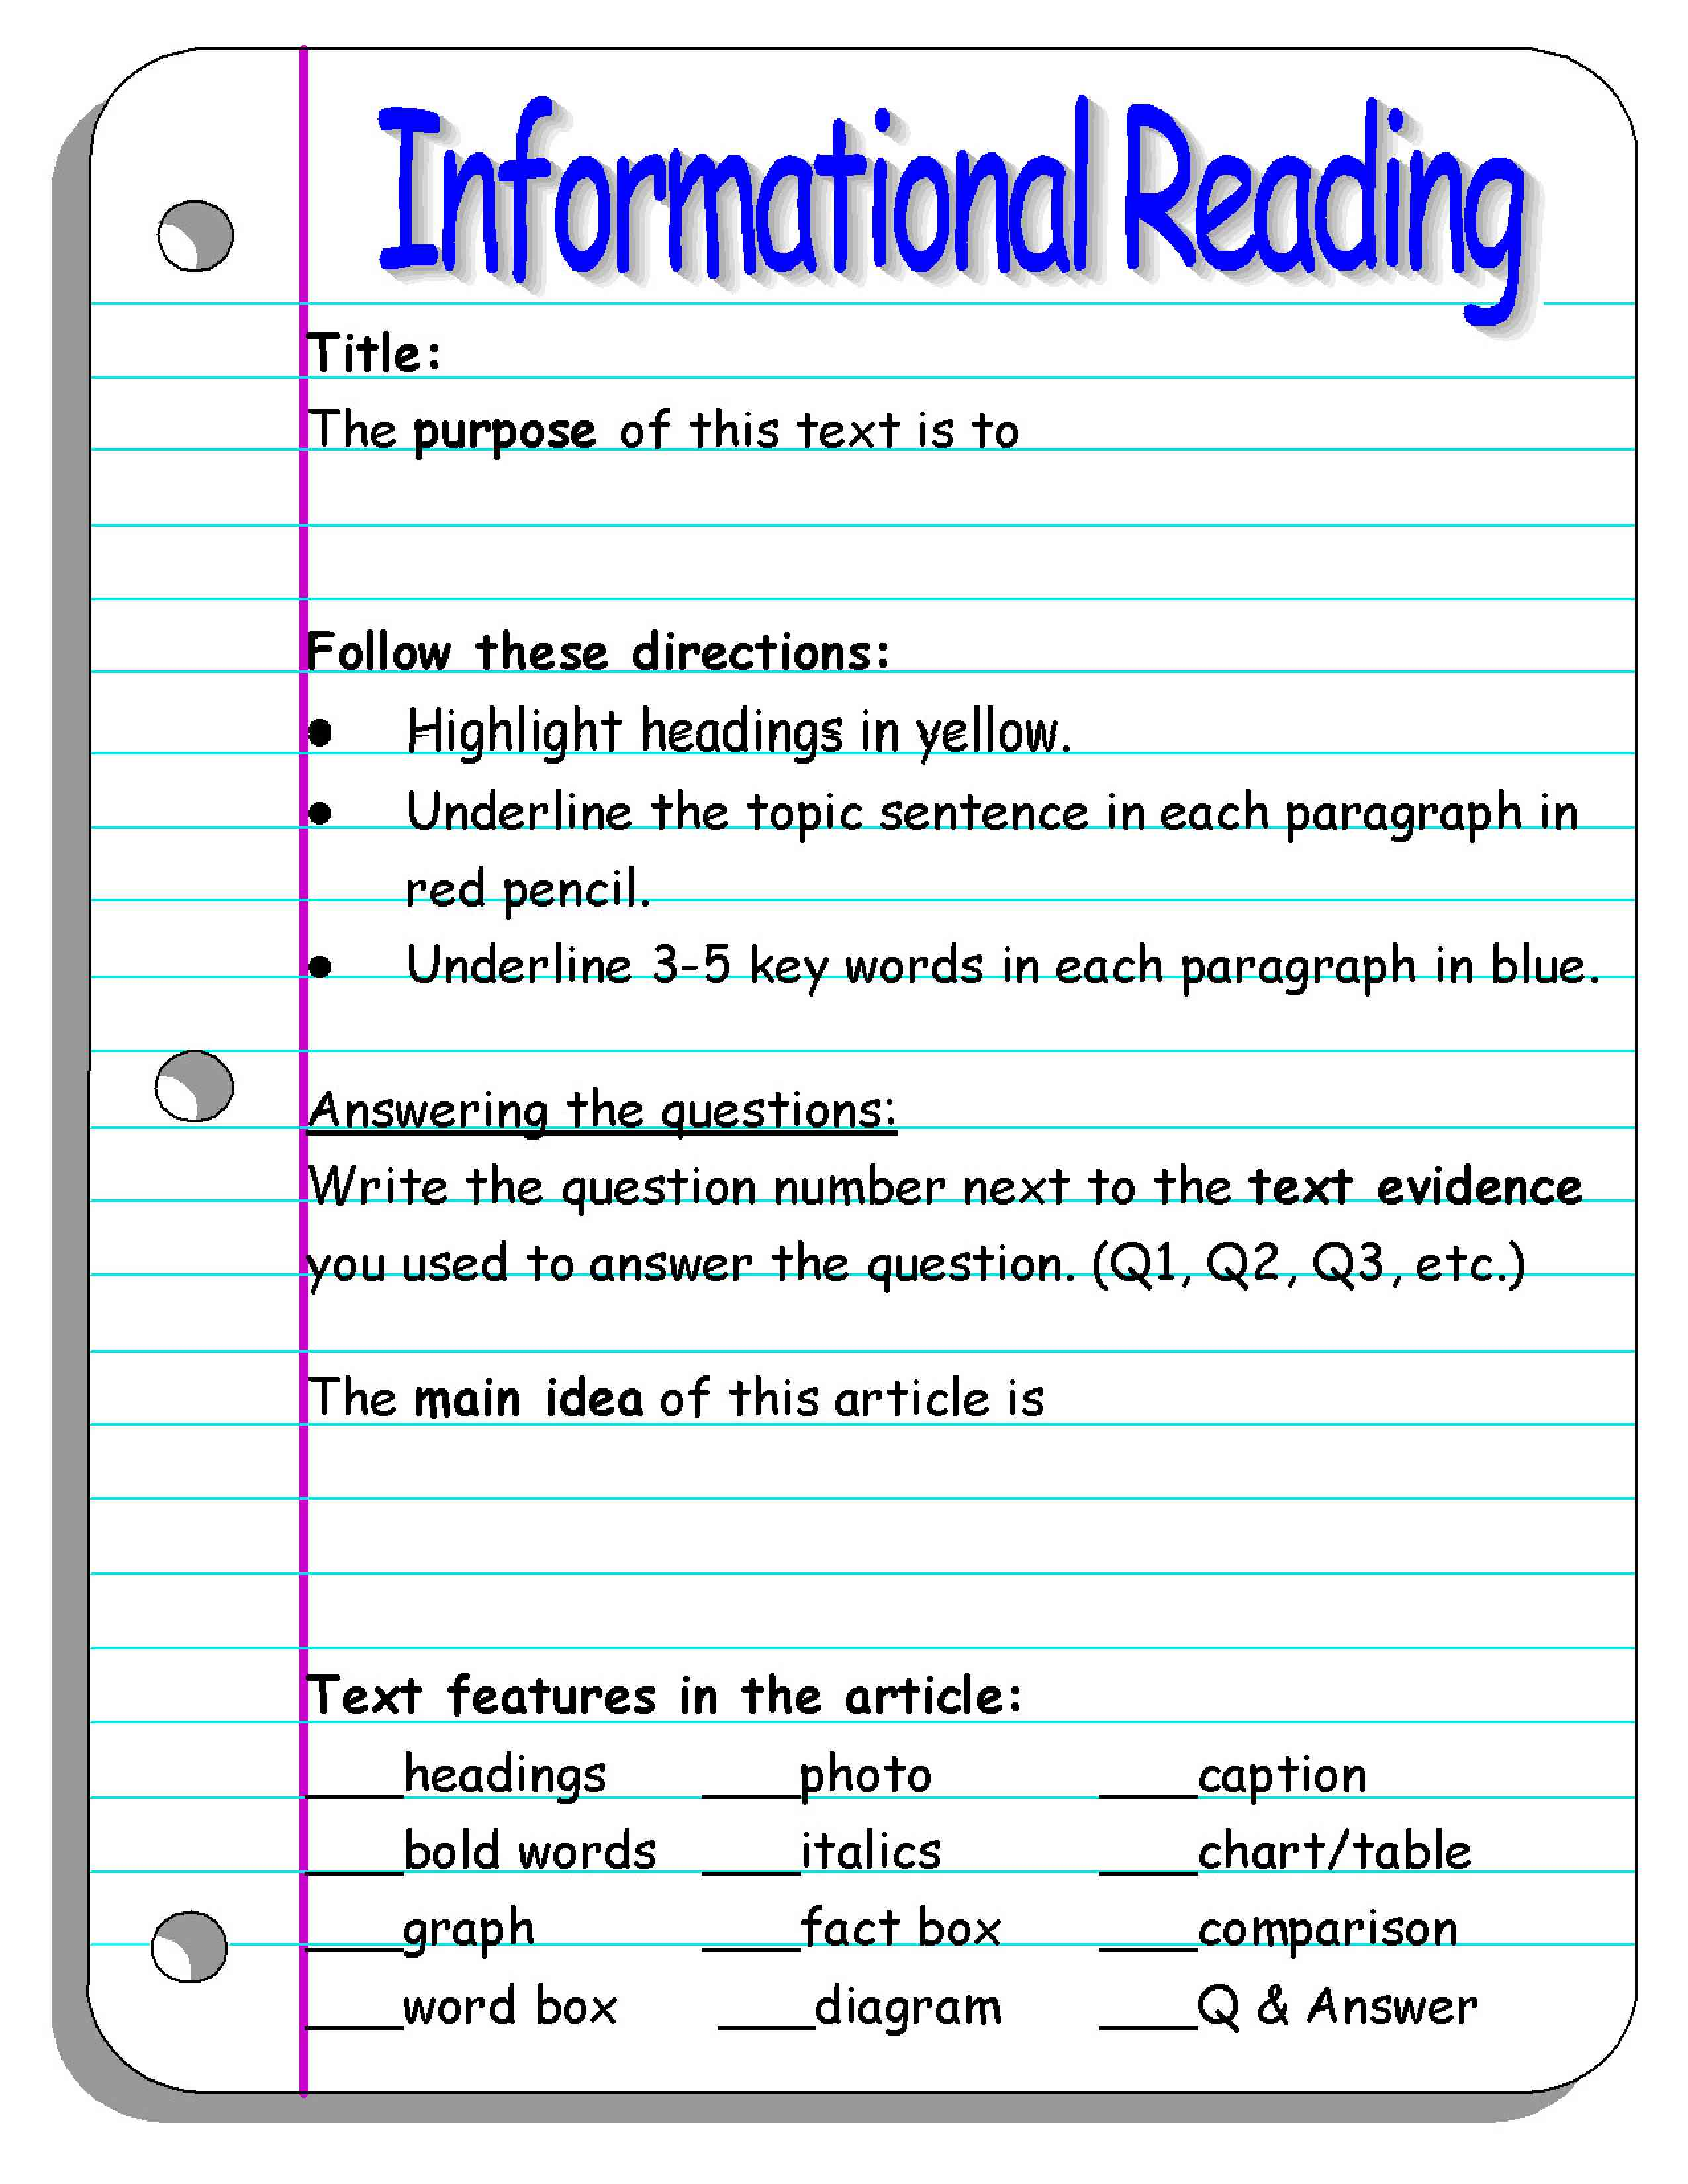 Informational Reading
Title:
The purpose of this text is to
Follow these directions:
• Highlight headings in yellow.
• Underline the topic sentence in each paragraph in
red pencil.
• Underline 3-5 key words in each paragraph in blue.
Answering the questions:
Write the question number next to the text evidence
you used to answer the question. (Q1, Q2, Q3, etc.)
The main idea of this article is
Text features in the article:
____headings ____photo ____caption
____bold words ____italics ____chart/table
____graph ____fact box ____comparison
____word box ____diagram ____Q & Answer